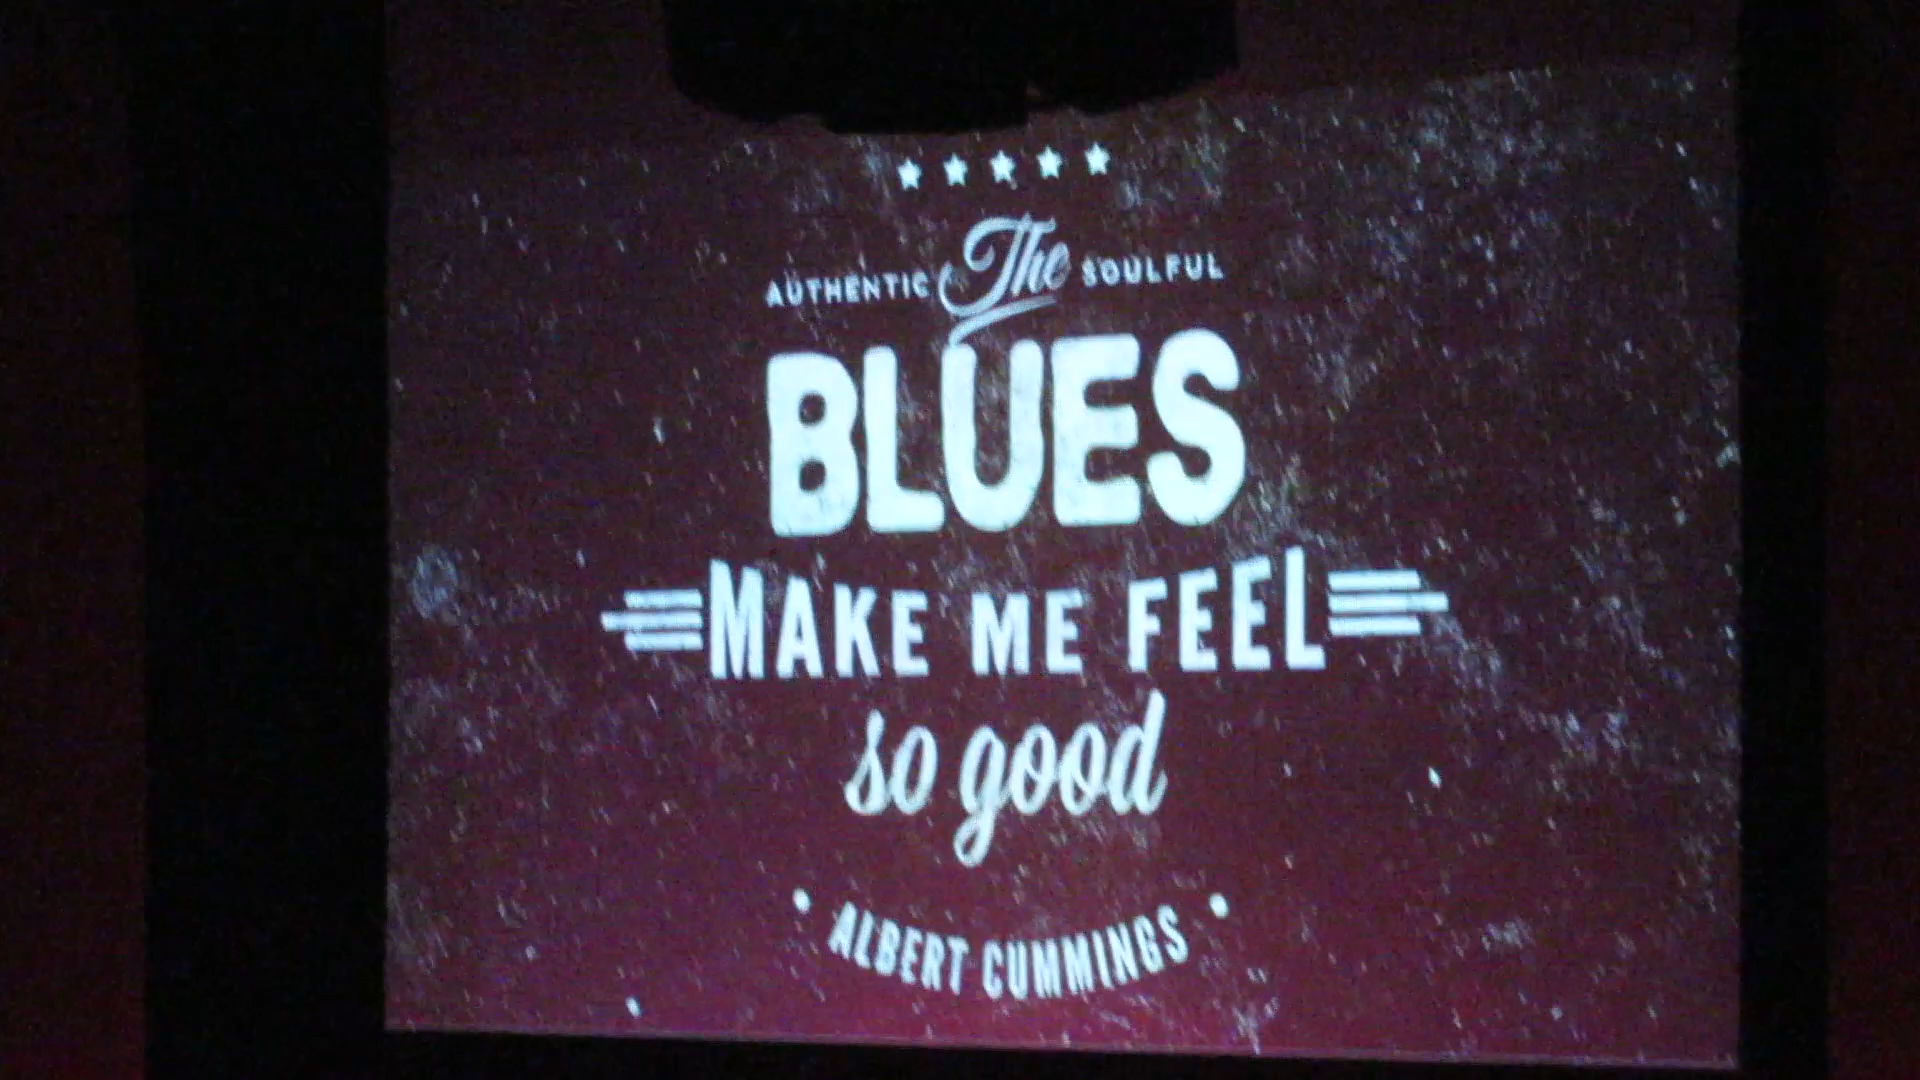 AUTHENTIC The SOULFUL
BLUES
MAKE ME FEEL
so good
• ALBERT CUMMINGS •